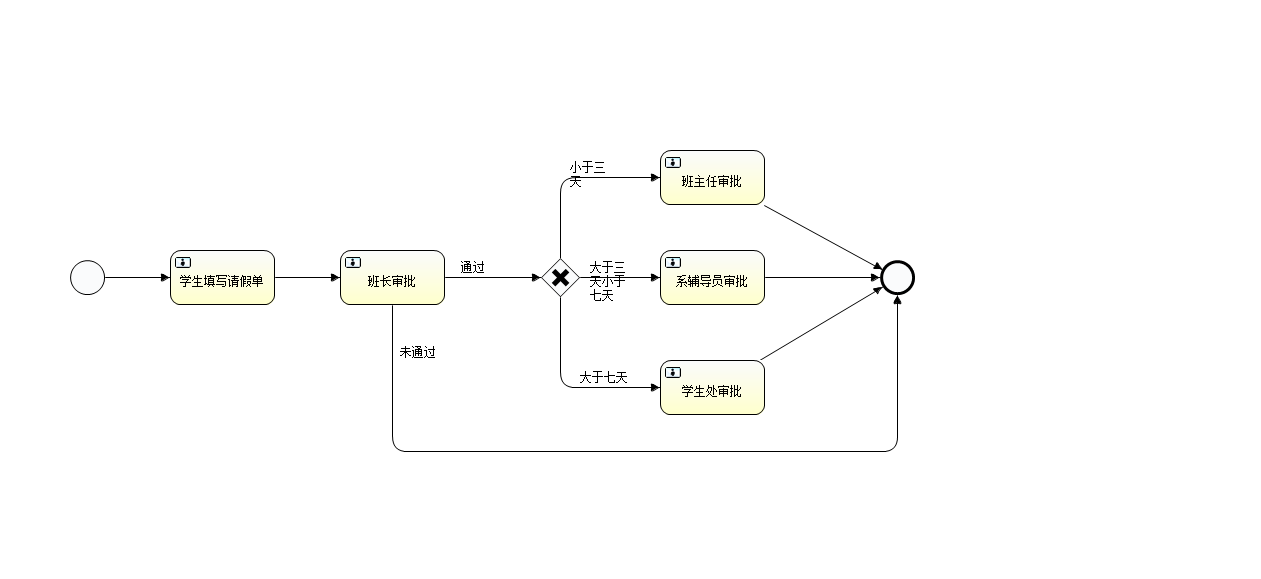 小于三
天
班主任审批
学生填写请假单
班长审批
通过
大于三
天小于
七天
系辅导员审批
未通过
大于七天
学生处审批